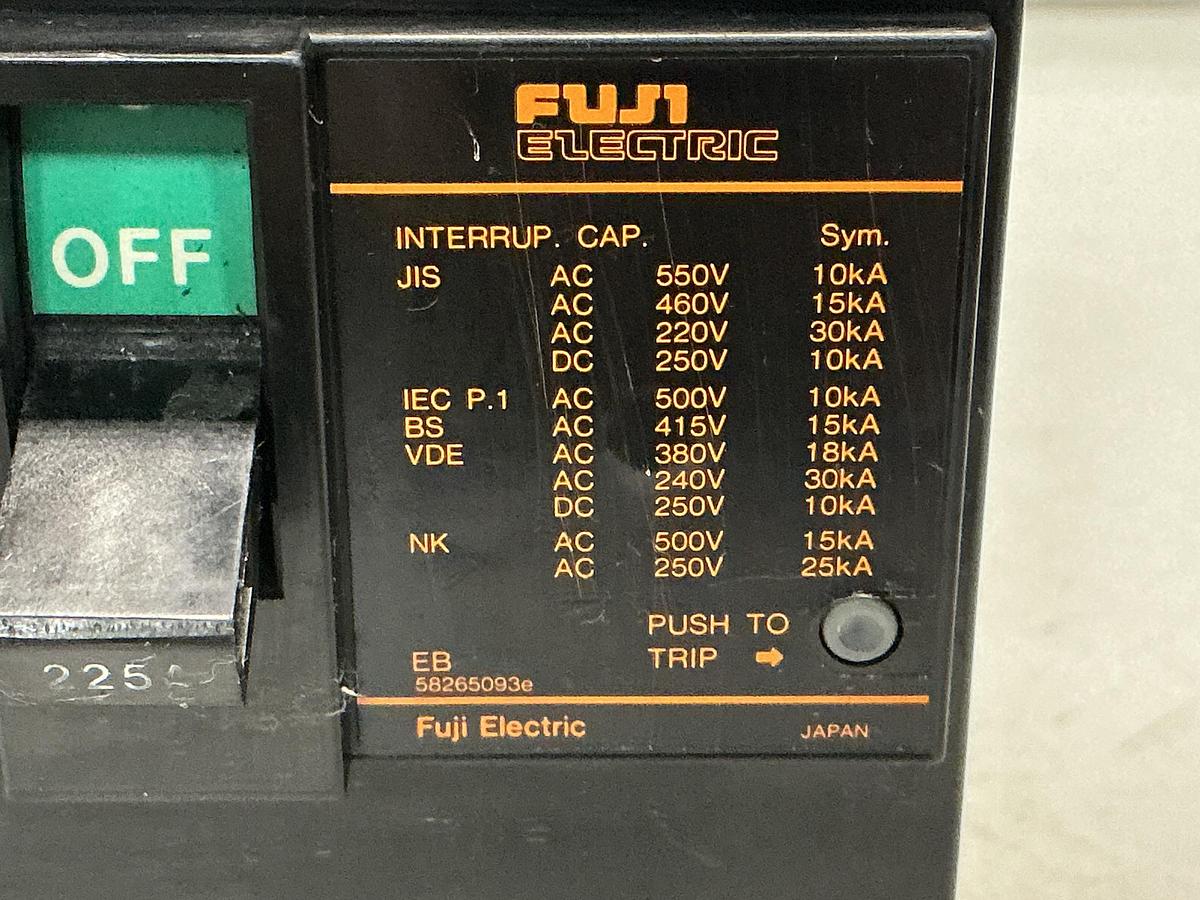 FUJI
ELECTRIC
OFF
INTERRUP. CAP. Sym.
JIS AC 550V 10kA
AC 460V 15kA
AC 220V 30kA
DC 250V 10kA
IEC P.1 AC 500V 10kA
BS AC 415V 15kA
VDE AC 380V 18kA
AC 240V 30kA
DC 250V 10kA
NK AC 500V 15kA
AC 250V 25kA
PUSH TO
TRIP ➡
EB
58265093e
225
Fuji Electric JAPAN